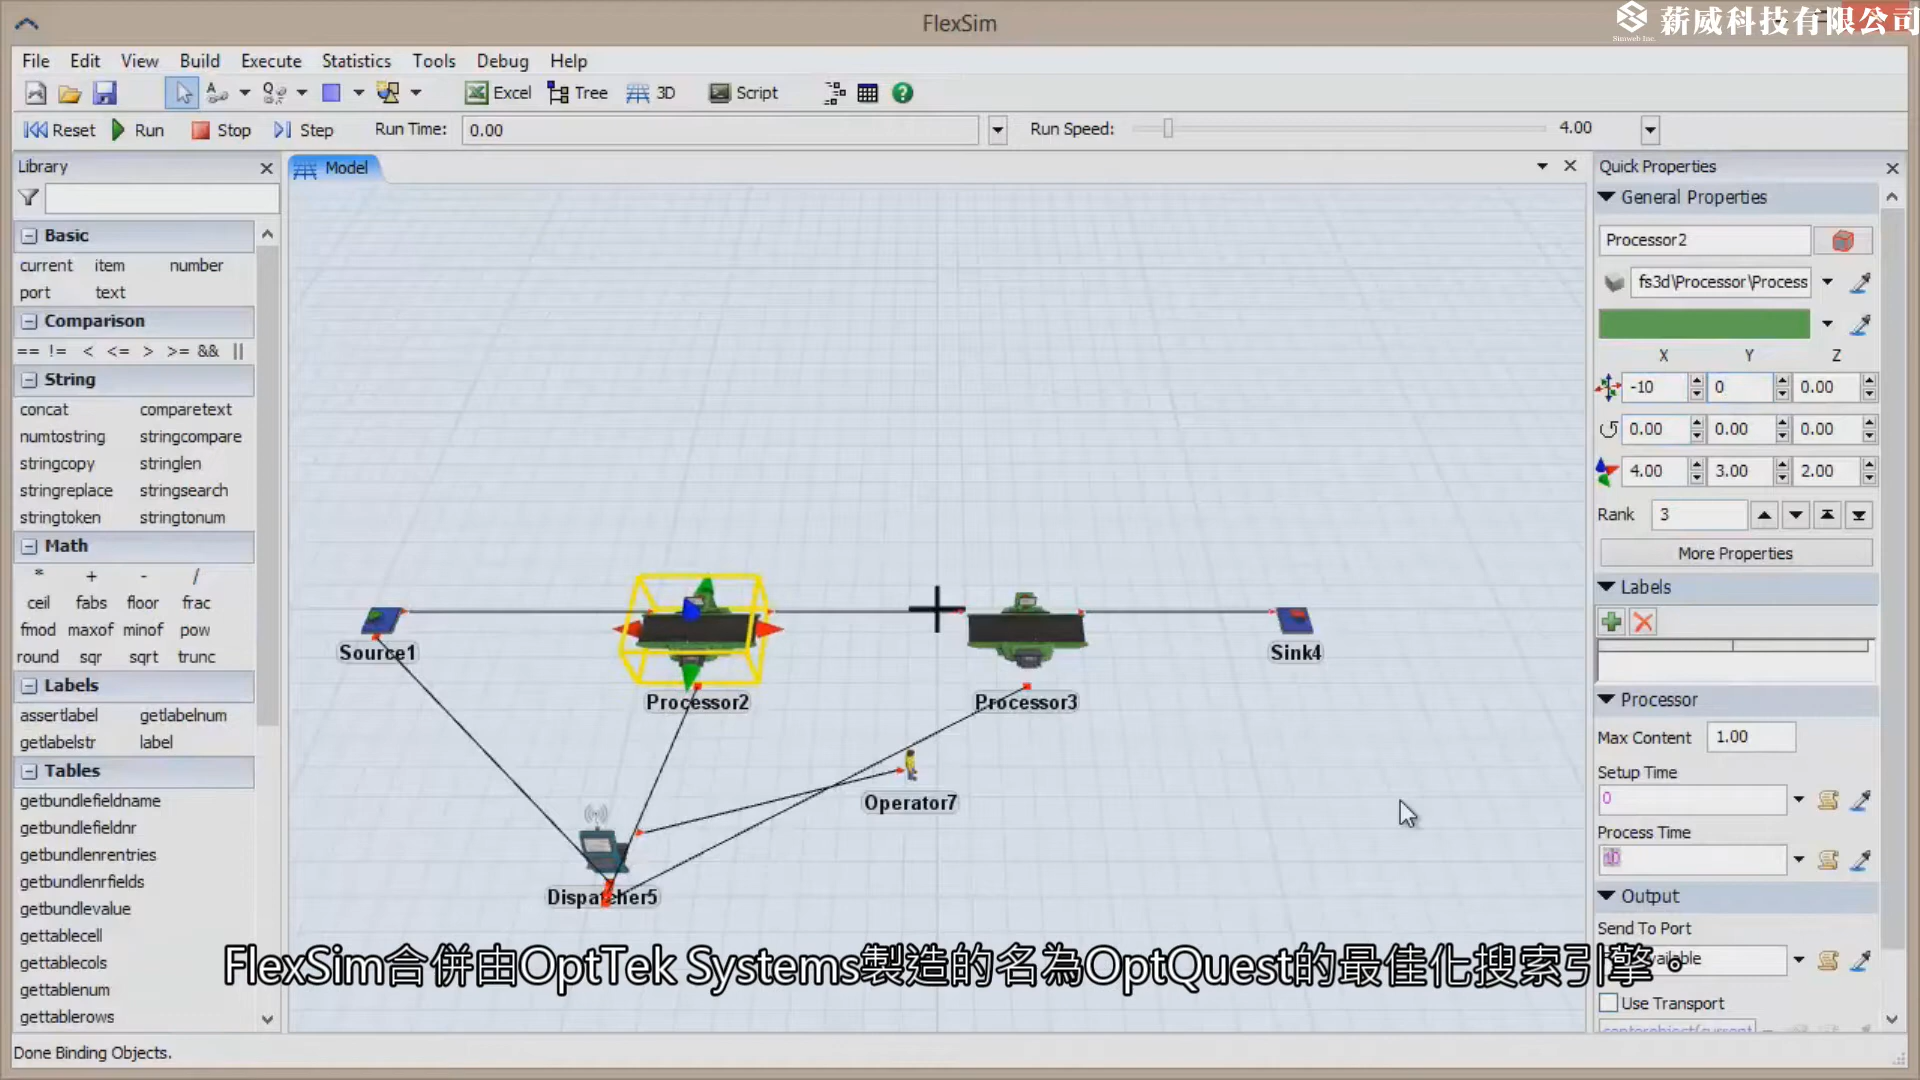 FlexSim
薪威科技有限公司
Simweb Inc.
File Edit View Build Execute Statistics Tools Debug Help
Excel Tree 3D Script
Reset Run Stop Step Run Time: 0.00 Run Speed: 4.00
Library
Basic
current item number
port text
Comparison
== != < <= > >= && ||
String
concat comparetext
numtostring stringcompare
stringcopy stringlen
stringreplace stringsearch
stringtoken stringtonum
Math
* + - /
ceil fabs floor frac
fmod maxof minof pow
round sqr sqrt trunc
Labels
assertlabel getlabelnum
getlabelstr label
Tables
getbundlefieldname
getbundlefieldnr
getbundlenrentries
getbundlenrfields
getbundlevalue
gettablecell
gettablecols
gettablenum
gettablerows
Model
Source1
Processor2
Processor3
Sink4
Operator7
Dispatcher5
Quick Properties
General Properties
Processor2
fs3d\Processor\Process
X Y Z
-10 0 0.00
0.00 0.00 0.00
4.00 3.00 2.00
Rank 3
More Properties
Labels
Processor
Max Content 1.00
Setup Time
0
Process Time
10
Output
Send To Port
Use Transport
FlexSim合併由OptTek Systems製造的名為OptQuest的最佳化搜索引擎。
Done Binding Objects.